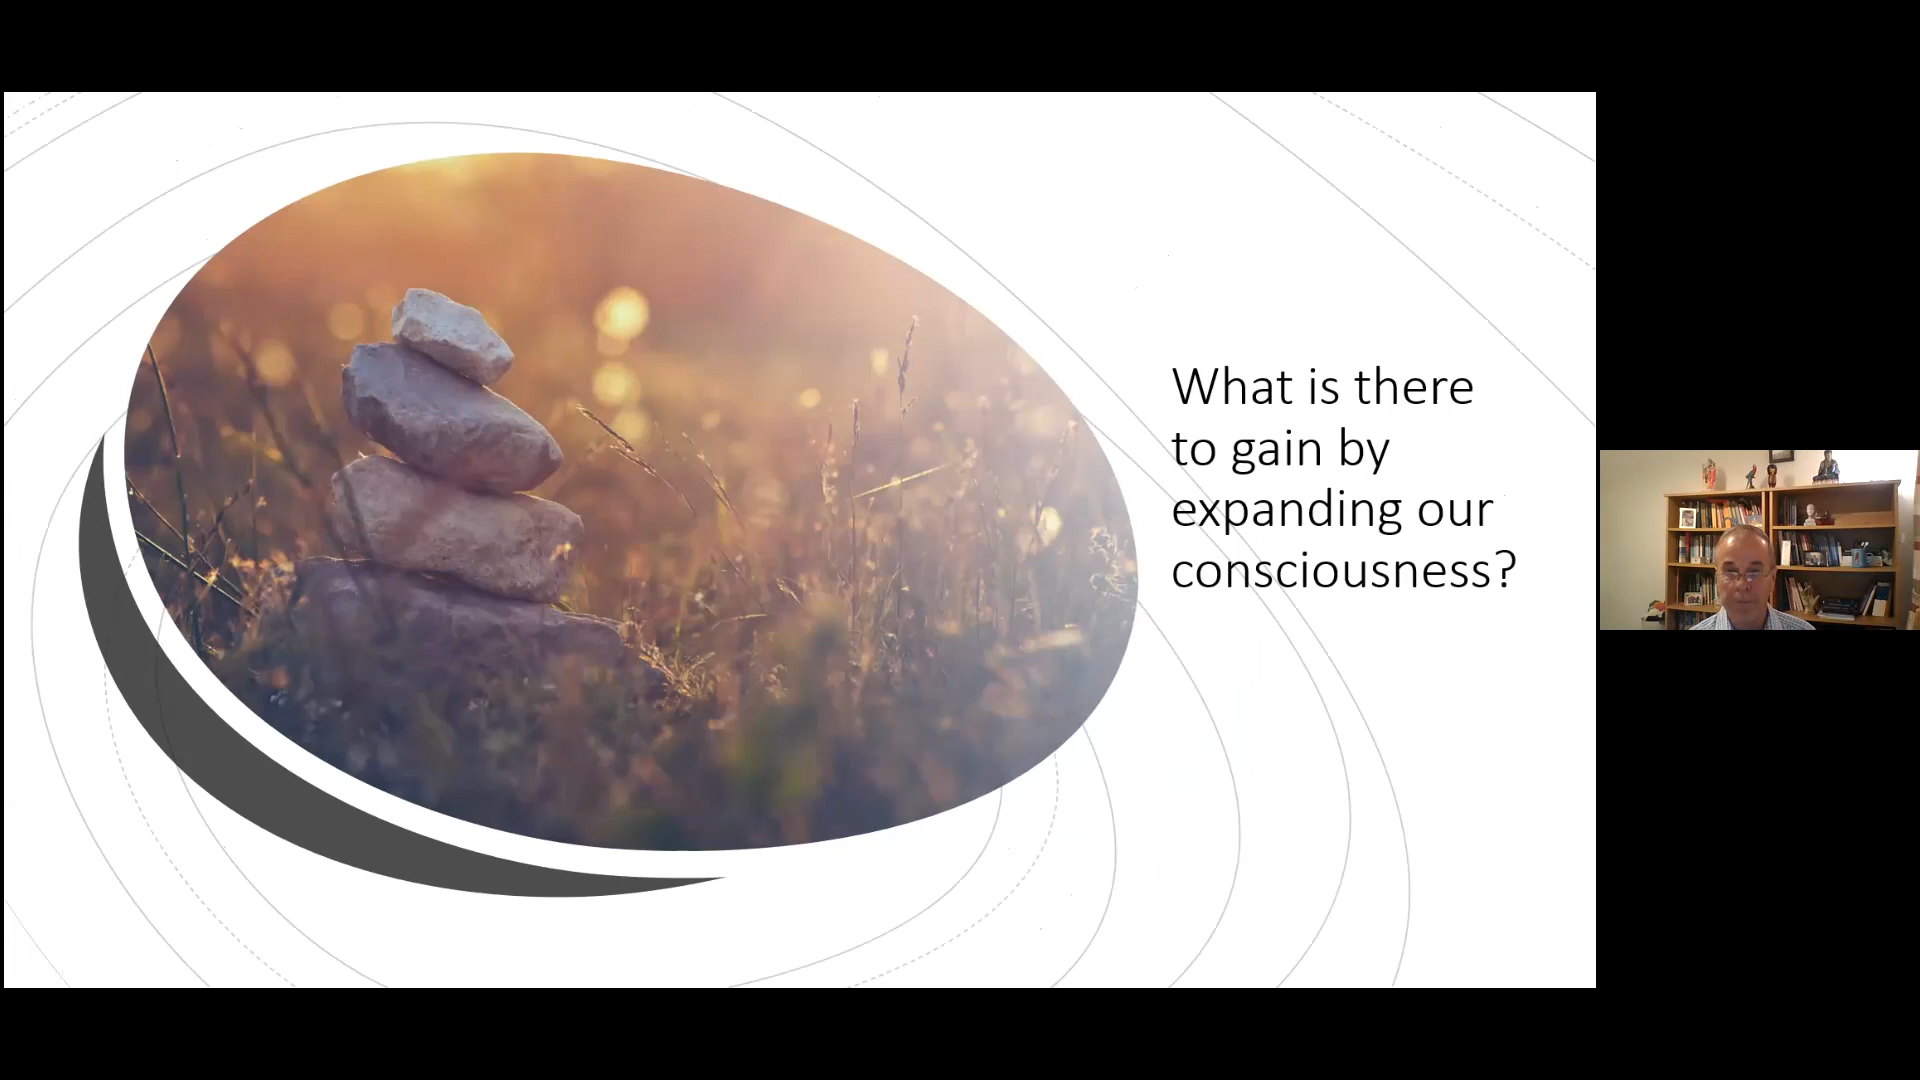 What is there
to gain by
expanding our
consciousness?